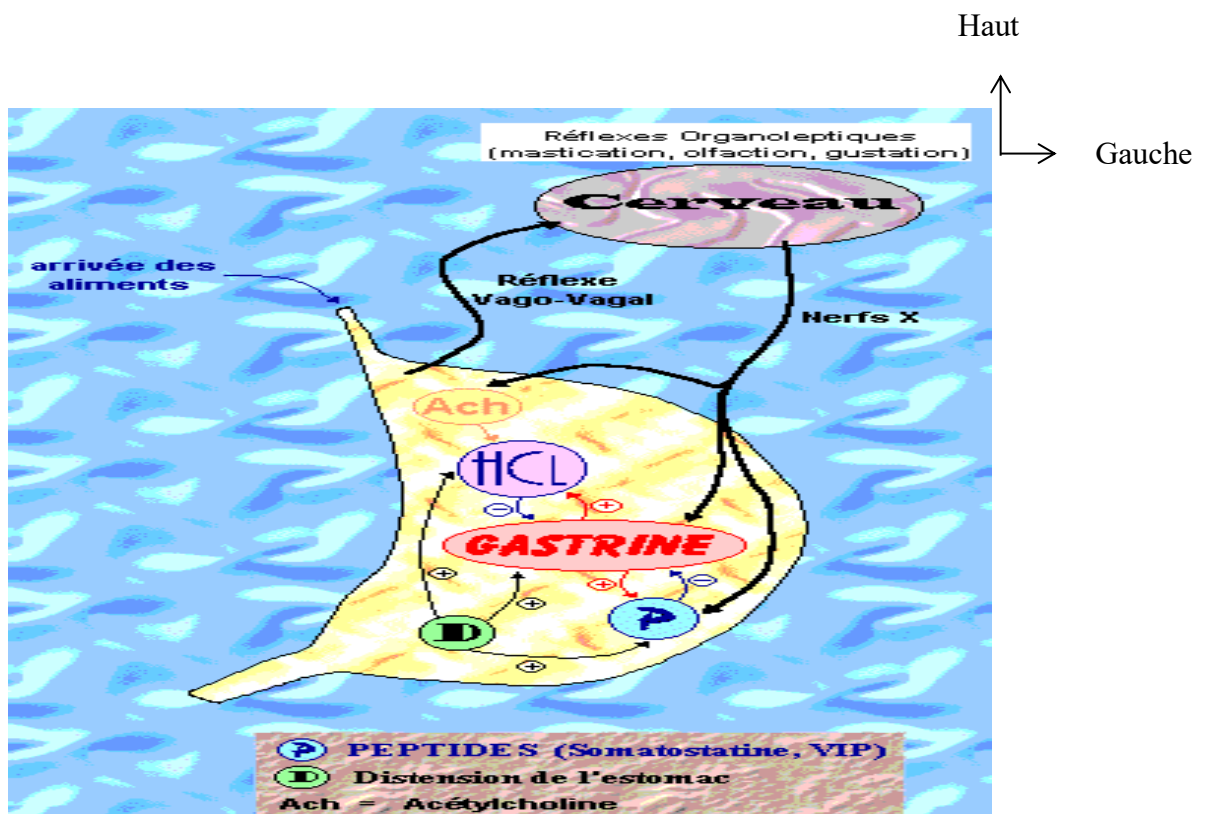 Haut
Gauche
Réflexes Organoleptiques
(mastication, olfaction, gustation)
Cerveau
arrivée des
aliments
Réflexe
Vago-Vagal
Nerfs X
Ach
HCL
−
+
GASTRINE
+
+
+
−
D
P
+
P PEPTIDES (Somatostatine, VIP)
D Distension de l'estomac
Ach = Acétylcholine